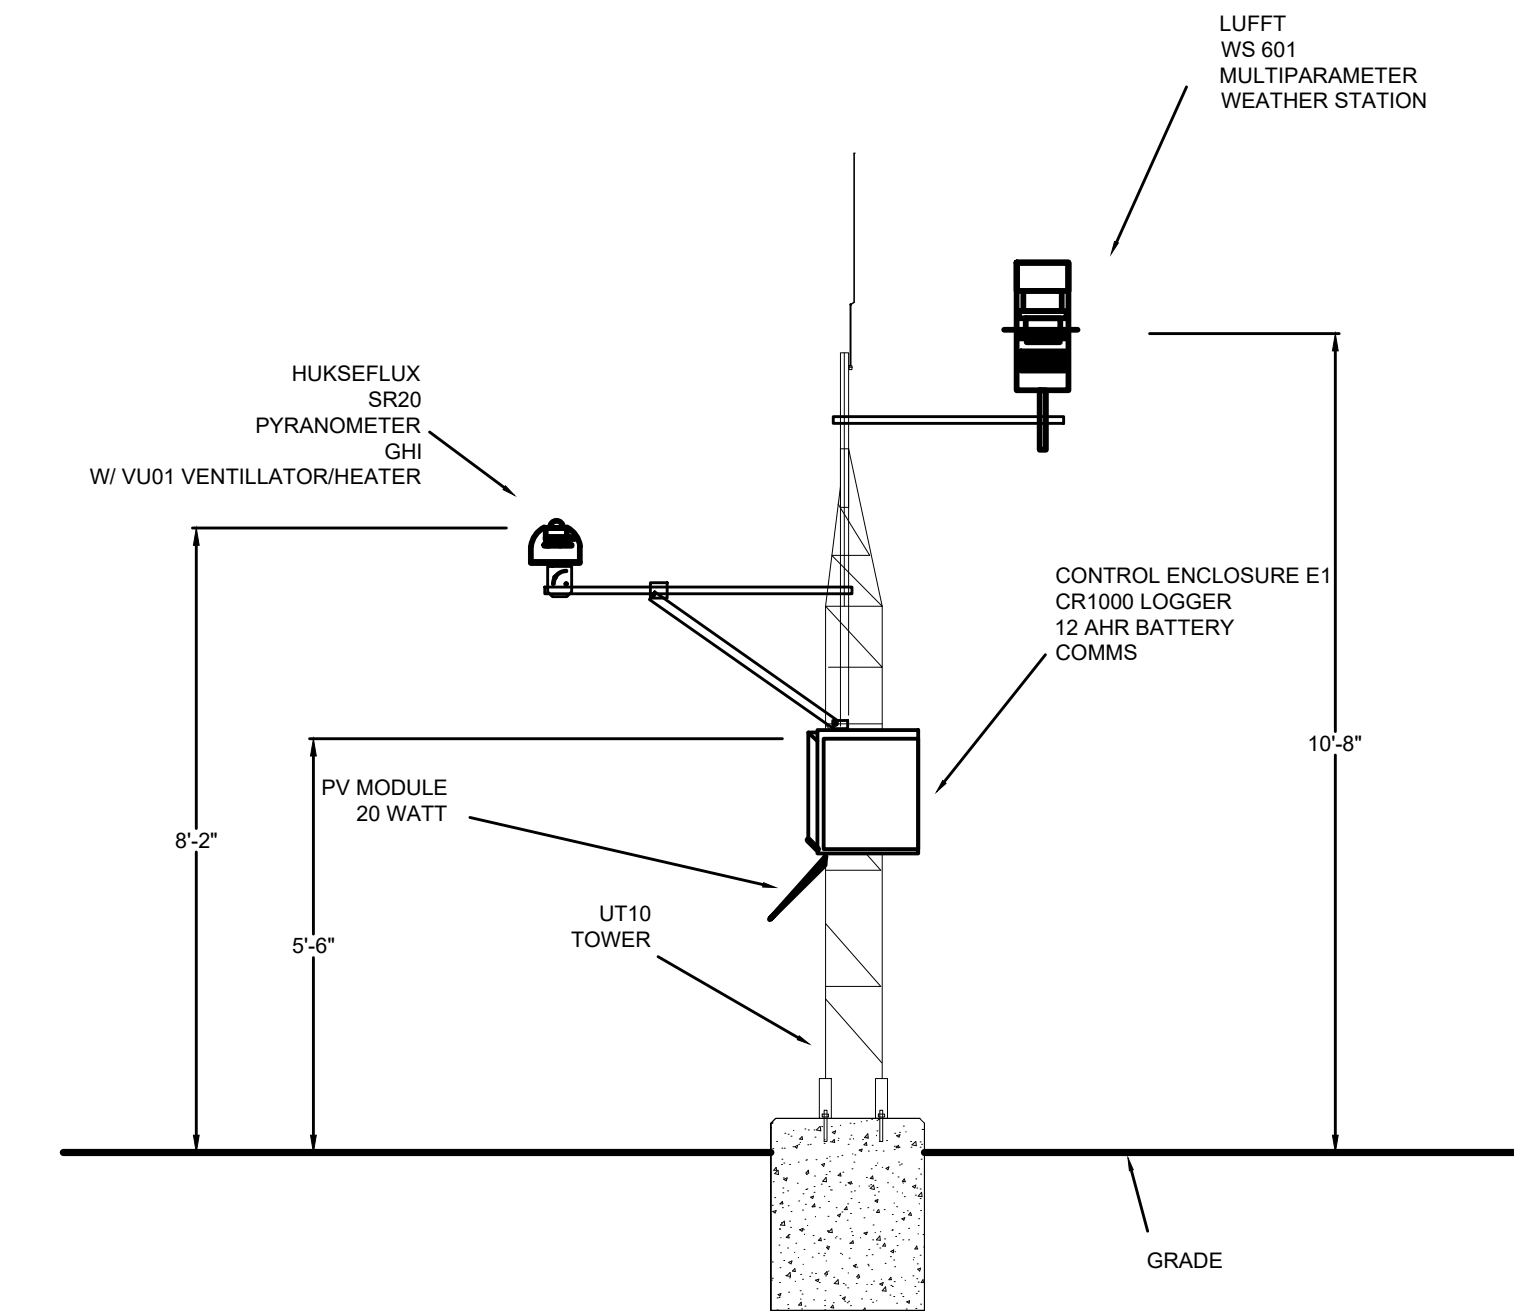 LUFFT
WS 601
MULTIPARAMETER
WEATHER STATION
HUKSEFLUX
SR20
PYRANOMETER
GHI
W/ VU01 VENTILLATOR/HEATER
CONTROL ENCLOSURE E1
CR1000 LOGGER
12 AHR BATTERY
COMMS
10'-8"
PV MODULE
20 WATT
8'-2"
UT10
TOWER
5'-6"
GRADE